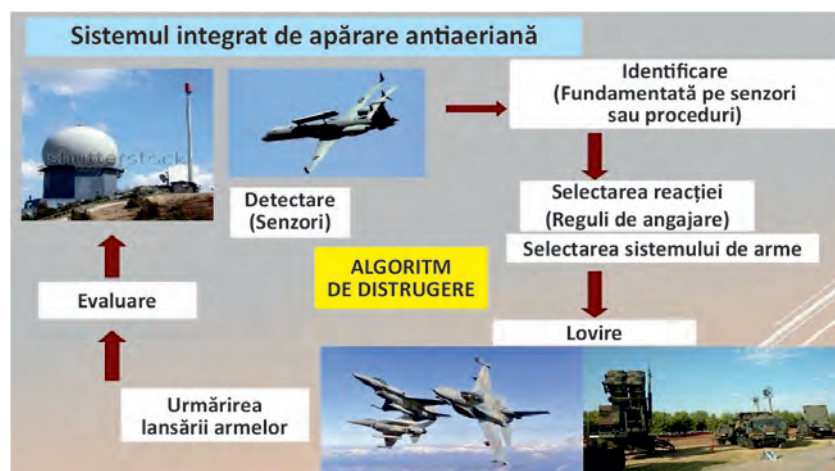 Sistemul integrat de apărare antiaeriană
shutterstock
Detectare
(Senzori)
Identificare
(Fundamentată pe senzori
sau proceduri)
Selectarea reacției
(Reguli de angajare)
Selectarea sistemului de arme
ALGORITM
DE DISTRUGERE
Lovire
Urmărirea
lansării armelor
Evaluare